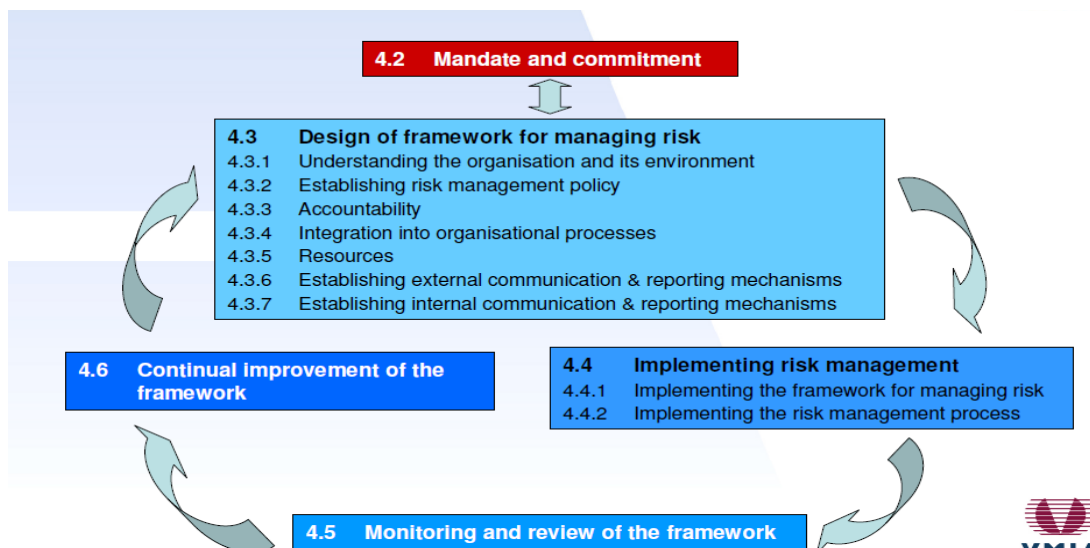 4.2 Mandate and commitment
4.3 Design of framework for managing risk
4.3.1 Understanding the organisation and its environment
4.3.2 Establishing risk management policy
4.3.3 Accountability
4.3.4 Integration into organisational processes
4.3.5 Resources
4.3.6 Establishing external communication & reporting mechanisms
4.3.7 Establishing internal communication & reporting mechanisms
4.6 Continual improvement of the
framework
4.4 Implementing risk management
4.4.1 Implementing the framework for managing risk
4.4.2 Implementing the risk management process
4.5 Monitoring and review of the framework